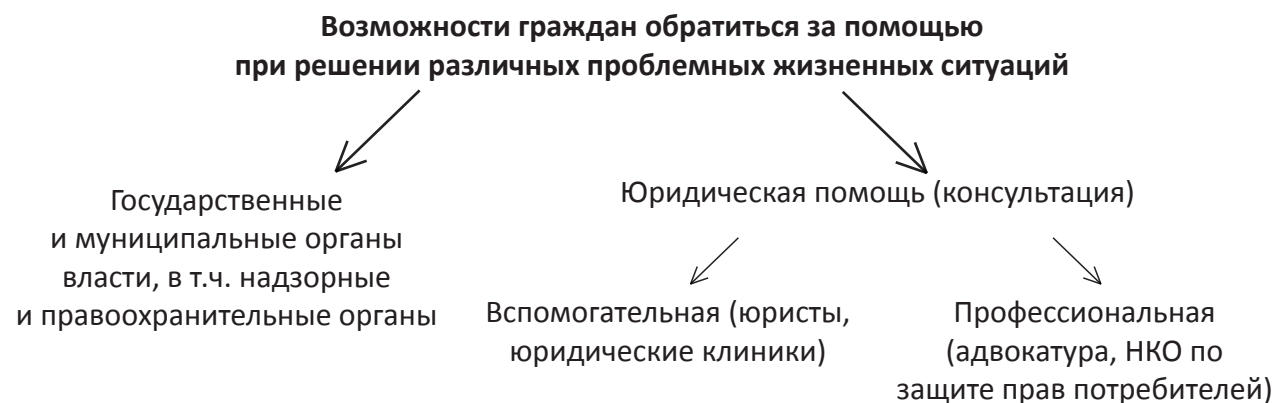 Возможности граждан обратиться за помощью
при решении различных проблемных жизненных ситуаций
Государственные
и муниципальные органы
власти, в т.ч. надзорные
и правоохранительные органы
Юридическая помощь (консультация)
Вспомогательная (юристы,
юридические клиники)
Профессиональная
(адвокатура, НКО по
защите прав потребителей)